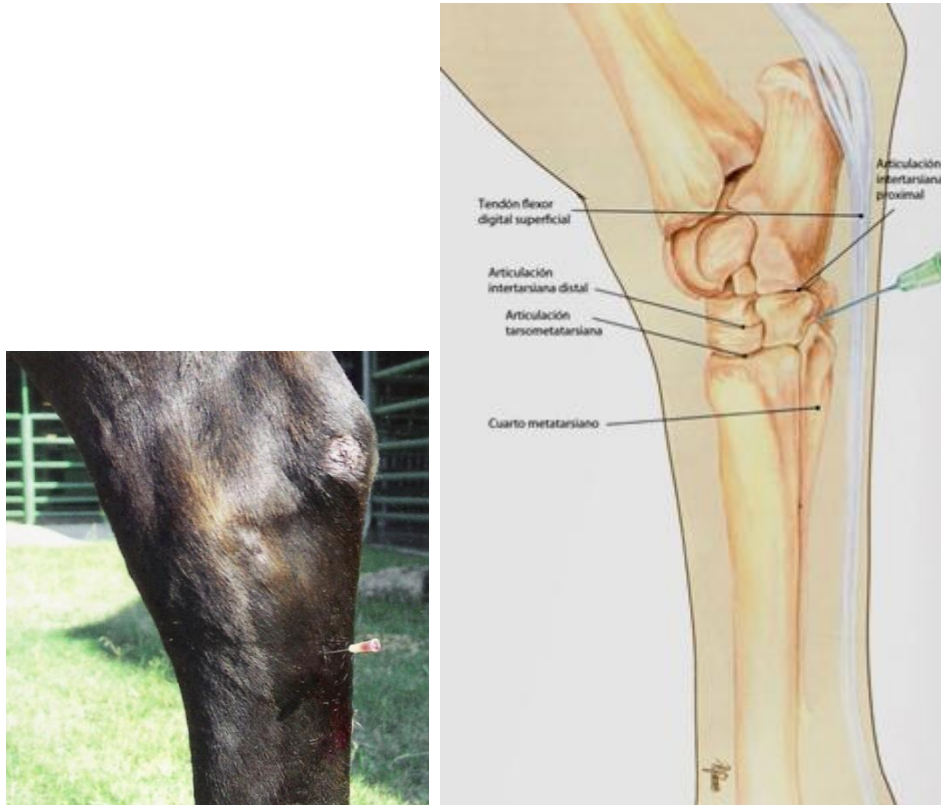 Articulación
intertarsiana
proximal
Tendón flexor
digital superficial
Articulación
intertarsiana distal
Articulación
tarsometatarsiana
Cuarto metatarsiano